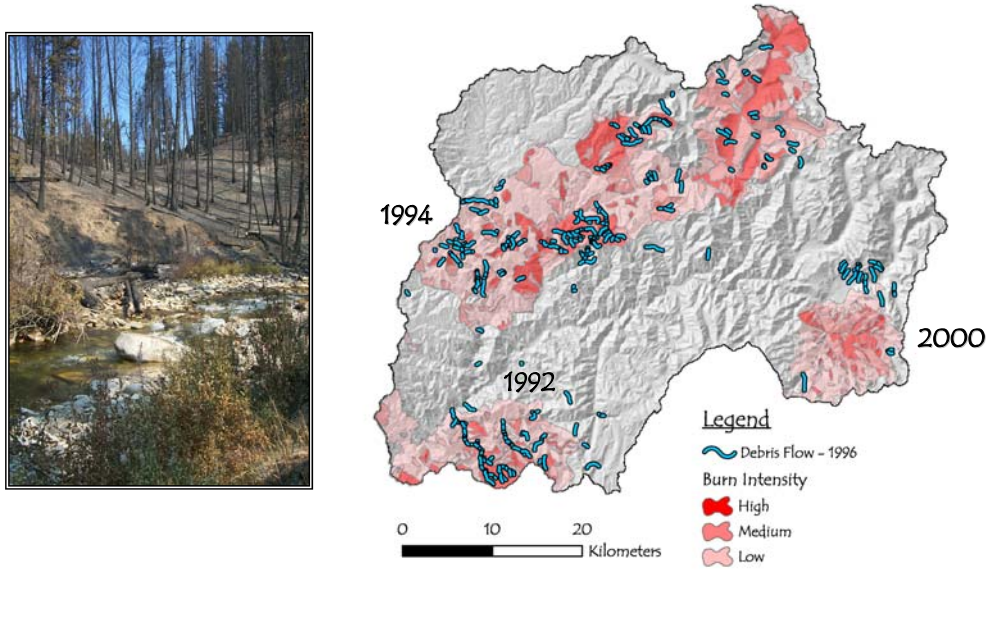 1994
2000
1992
Legend
Debris Flow - 1996
Burn Intensity
High
Medium
Low
0 10 20
Kilometers